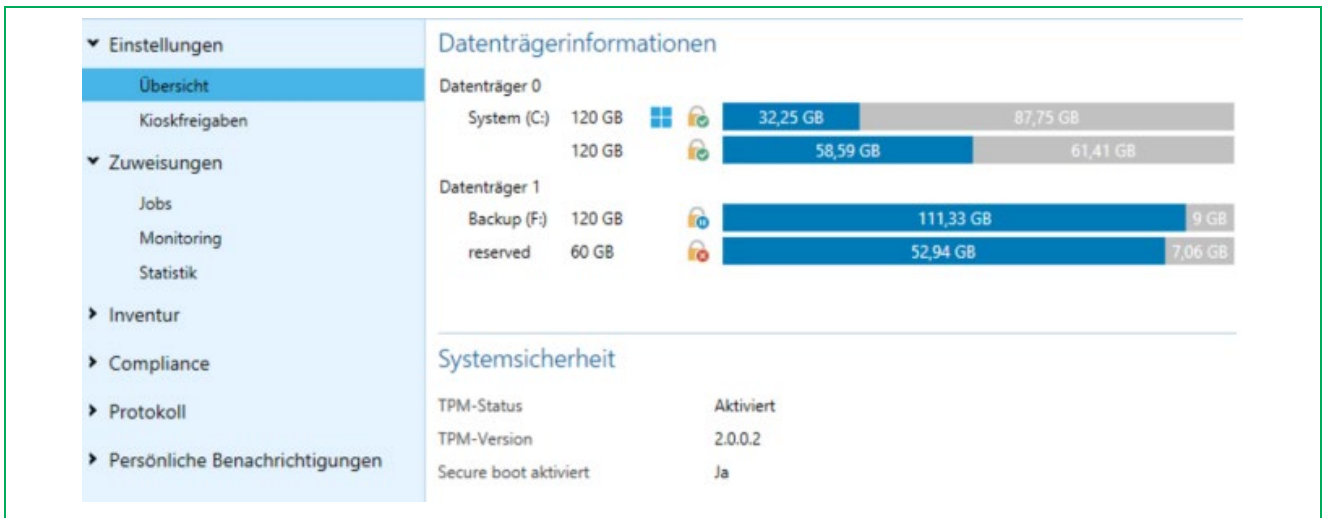 Einstellungen
Übersicht
Kioskfreigaben
Zuweisungen
Jobs
Monitoring
Statistik
Inventur
Compliance
Protokoll
Persönliche Benachrichtigungen
Datenträgerinformationen
Datenträger 0
System (C:) 120 GB 32,25 GB 87,75 GB
120 GB 58,59 GB 61,41 GB
Datenträger 1
Backup (F:) 120 GB 111,33 GB 9 GB
reserved 60 GB 52,94 GB 7,06 GB
Systemsicherheit
TPM-Status Aktiviert
TPM-Version 2.0.0.2
Secure boot aktiviert Ja